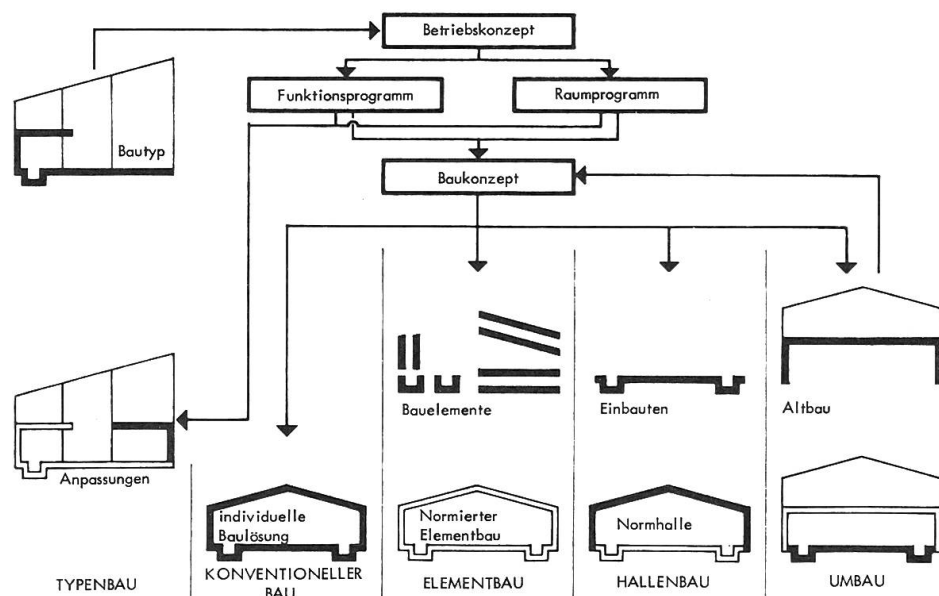 Betriebskonzept
Funktionsprogramm
Raumprogramm
Bautyp
Baukonzept
Bauelemente
Einbauten
Altbau
Anpassungen
individuelle
Baulösung
Normierter
Elementbau
Normhalle
TYPENBAU
KONVENTIONELLER
BAU
ELEMENTBAU
HALLENBAU
UMBAU